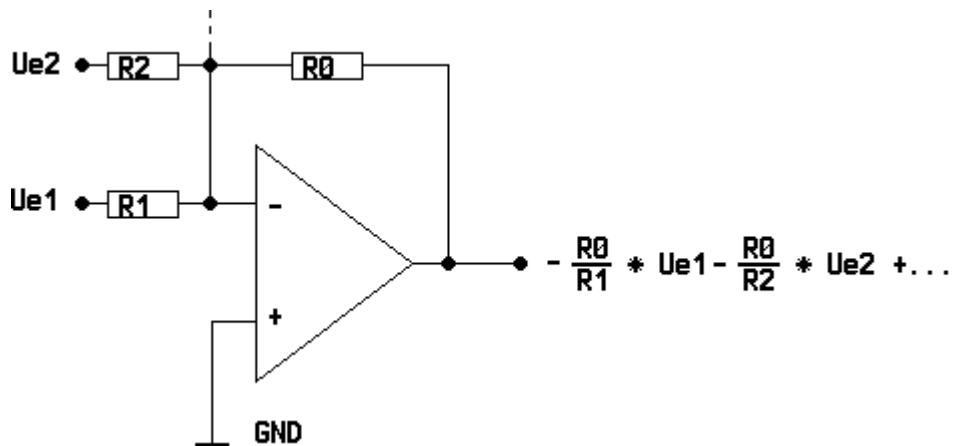 Ue2
R2
R0
Ue1
R1
-
+
- R0/R1 * Ue1 - R0/R2 * Ue2 +...
GND